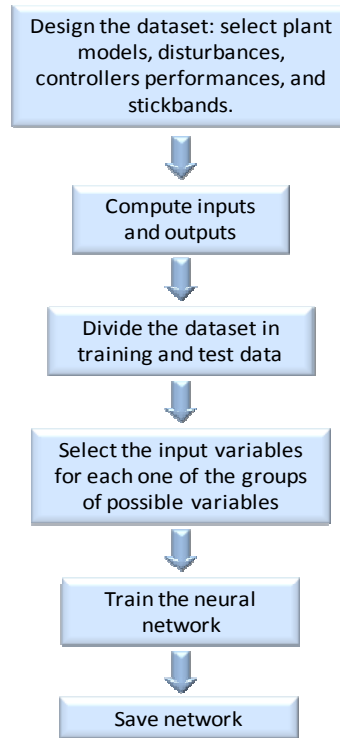 Design the dataset: select plant
models, disturbances,
controllers performances, and
stickbands.
Compute inputs
and outputs
Divide the dataset in
training and test data
Select the input variables
for each one of the groups
of possible variables
Train the neural
network
Save network